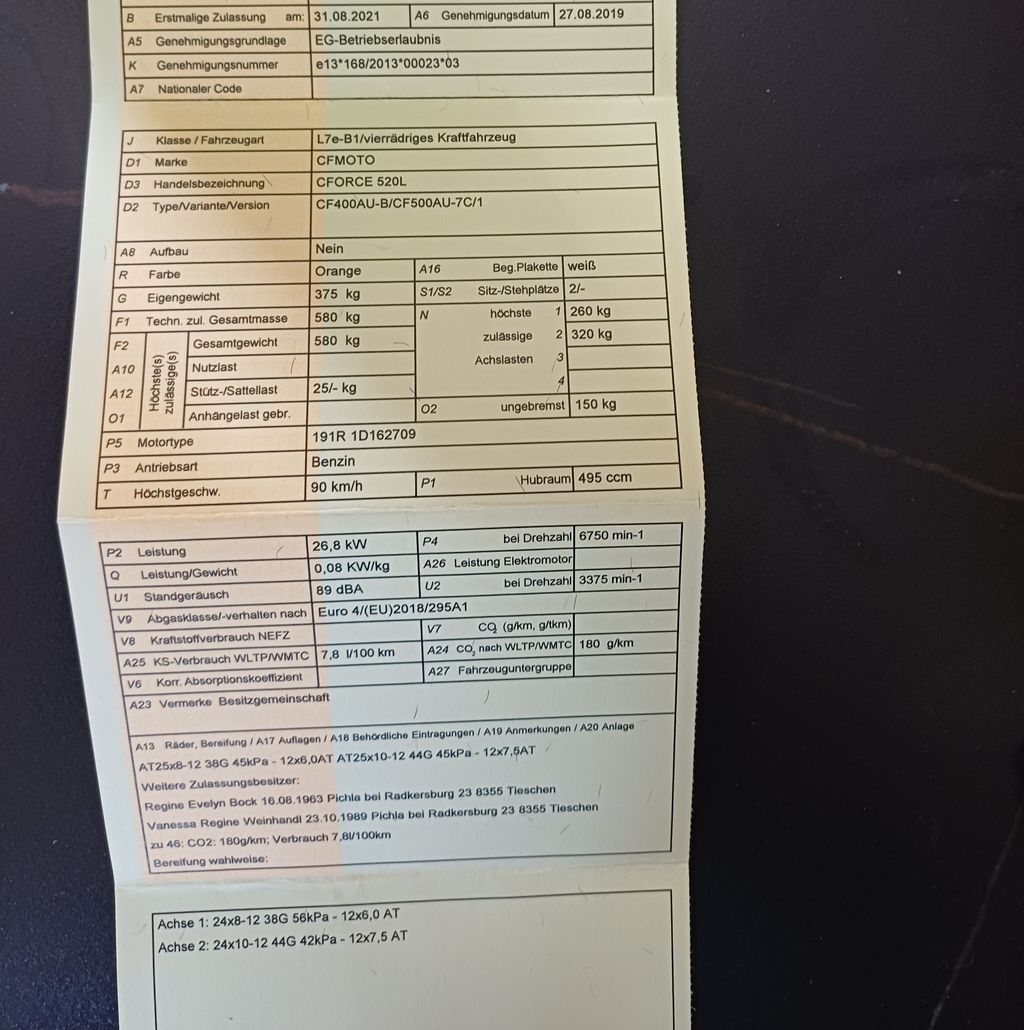 B Erstmalige Zulassung am: 31.08.2021 A6 Genehmigungsdatum 27.08.2019
A5 Genehmigungsgrundlage EG-Betriebserlaubnis
K Genehmigungsnummer e13*168/2013*00023*03
A7 Nationaler Code
J Klasse / Fahrzeugart L7e-B1/vierrädriges Kraftfahrzeug
D1 Marke CFMOTO
D3 Handelsbezeichnung CFORCE 520L
D2 Type/Variante/Version CF400AU-B/CF500AU-7C/1
A8 Aufbau Nein
R Farbe Orange A16 Beg.Plakette weiß
G Eigengewicht 375 kg S1/S2 Sitz-/Stehplätze 2/-
F1 Techn. zul. Gesamtmasse 580 kg N höchste 1 260 kg
F2 Höchste(s) zulässige(s) Gesamtgewicht 580 kg zulässige 2 320 kg
A10 Nutzlast Achslasten 3
A12 Stütz-/Sattellast 25/- kg 4
O1 Anhängelast gebr. O2 ungebremst 150 kg
P5 Motortype 191R 1D162709
P3 Antriebsart Benzin
T Höchstgeschw. 90 km/h P1 Hubraum 495 ccm
P2 Leistung 26,8 kW P4 bei Drehzahl 6750 min-1
Q Leistung/Gewicht 0,08 KW/kg A26 Leistung Elektromotor
U1 Standgeräusch 89 dBA U2 bei Drehzahl 3375 min-1
V9 Abgasklasse/-verhalten nach Euro 4/(EU)2018/295A1
V8 Kraftstoffverbrauch NEFZ V7 CO2 (g/km, g/tkm)
A25 KS-Verbrauch WLTP/WMTC 7,8 l/100 km A24 CO2 nach WLTP/WMTC 180 g/km
V6 Korr. Absorptionskoeffizient A27 Fahrzeuguntergruppe
A23 Vermerke Besitzgemeinschaft
A13 Räder, Bereifung / A17 Auflagen / A18 Behördliche Eintragungen / A19 Anmerkungen / A20 Anlage
AT25x8-12 38G 45kPa - 12x6,0AT AT25x10-12 44G 45kPa - 12x7,5AT
Weitere Zulassungsbesitzer:
Regine Evelyn Bock 16.08.1963 Pichla bei Radkersburg 23 8355 Tieschen
Vanessa Regine Weinhandl 23.10.1989 Pichla bei Radkersburg 23 8355 Tieschen
zu 46: CO2: 180g/km; Verbrauch 7,8l/100km
Bereifung wahlweise:
Achse 1: 24x8-12 38G 56kPa - 12x6,0 AT
Achse 2: 24x10-12 44G 42kPa - 12x7,5 AT